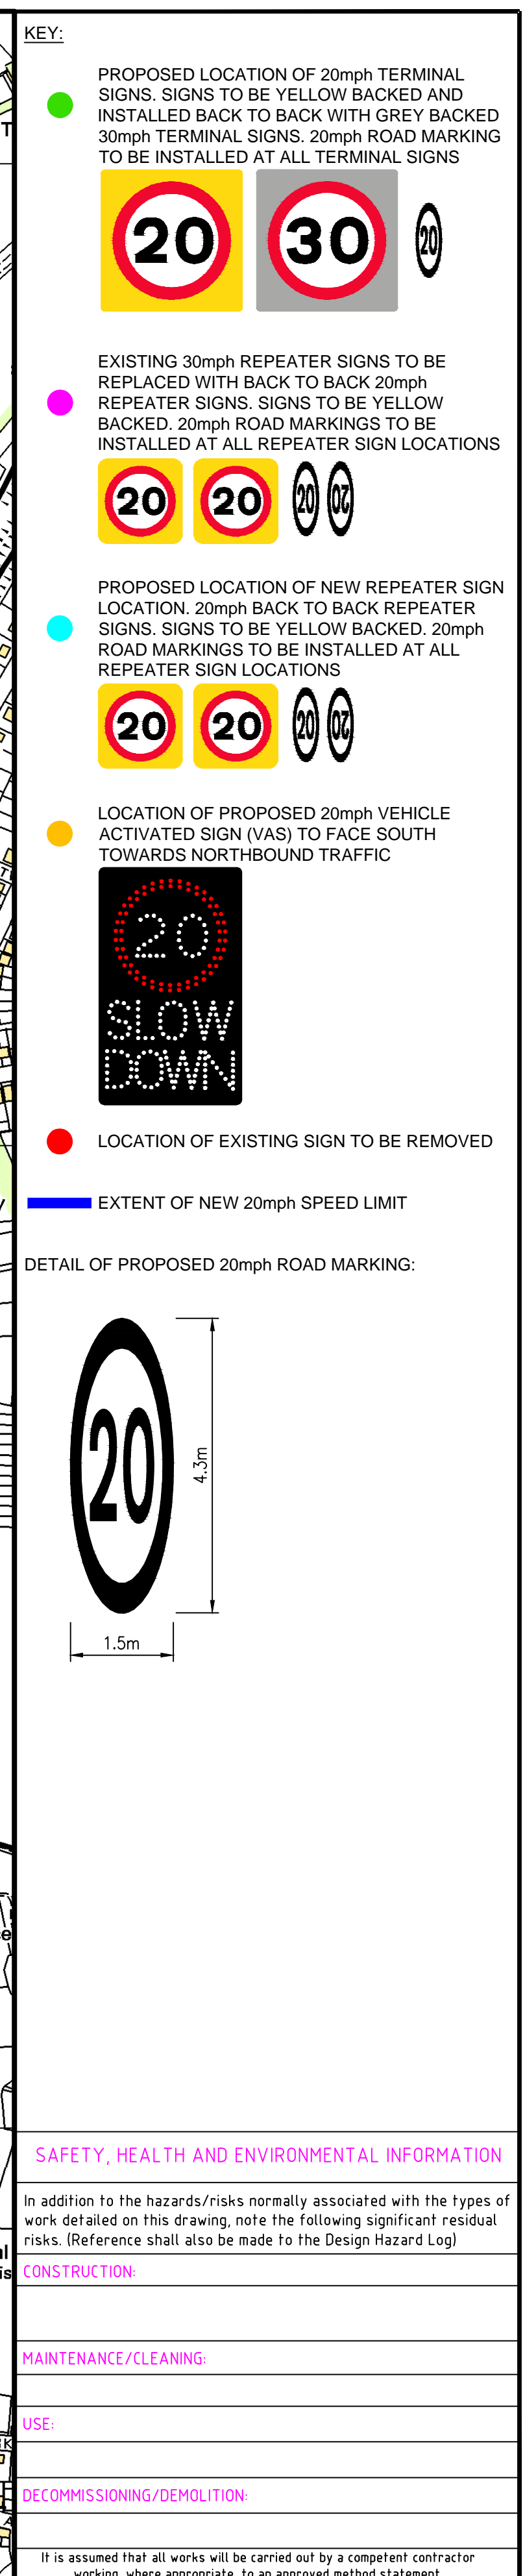 KEY:
PROPOSED LOCATION OF 20mph TERMINAL
SIGNS. SIGNS TO BE YELLOW BACKED AND
INSTALLED BACK TO BACK WITH GREY BACKED
30mph TERMINAL SIGNS. 20mph ROAD MARKING
TO BE INSTALLED AT ALL TERMINAL SIGNS
20 30 20
EXISTING 30mph REPEATER SIGNS TO BE
REPLACED WITH BACK TO BACK 20mph
REPEATER SIGNS. SIGNS TO BE YELLOW
BACKED. 20mph ROAD MARKINGS TO BE
INSTALLED AT ALL REPEATER SIGN LOCATIONS
20 20 20 20
PROPOSED LOCATION OF NEW REPEATER SIGN
LOCATION. 20mph BACK TO BACK REPEATER
SIGNS. SIGNS TO BE YELLOW BACKED. 20mph
ROAD MARKINGS TO BE INSTALLED AT ALL
REPEATER SIGN LOCATIONS
20 20 20 20
LOCATION OF PROPOSED 20mph VEHICLE
ACTIVATED SIGN (VAS) TO FACE SOUTH
TOWARDS NORTHBOUND TRAFFIC
20
SLOW
DOWN
LOCATION OF EXISTING SIGN TO BE REMOVED
EXTENT OF NEW 20mph SPEED LIMIT
DETAIL OF PROPOSED 20mph ROAD MARKING:
20
4.3m
1.5m
SAFETY, HEALTH AND ENVIRONMENTAL INFORMATION
In addition to the hazards/risks normally associated with the types of
work detailed on this drawing, note the following significant residual
risks. (Reference shall also be made to the Design Hazard Log)
CONSTRUCTION:
MAINTENANCE/CLEANING:
USE:
DECOMMISSIONING/DEMOLITION:
It is assumed that all works will be carried out by a competent contractor
working, where appropriate, to an approved method statement